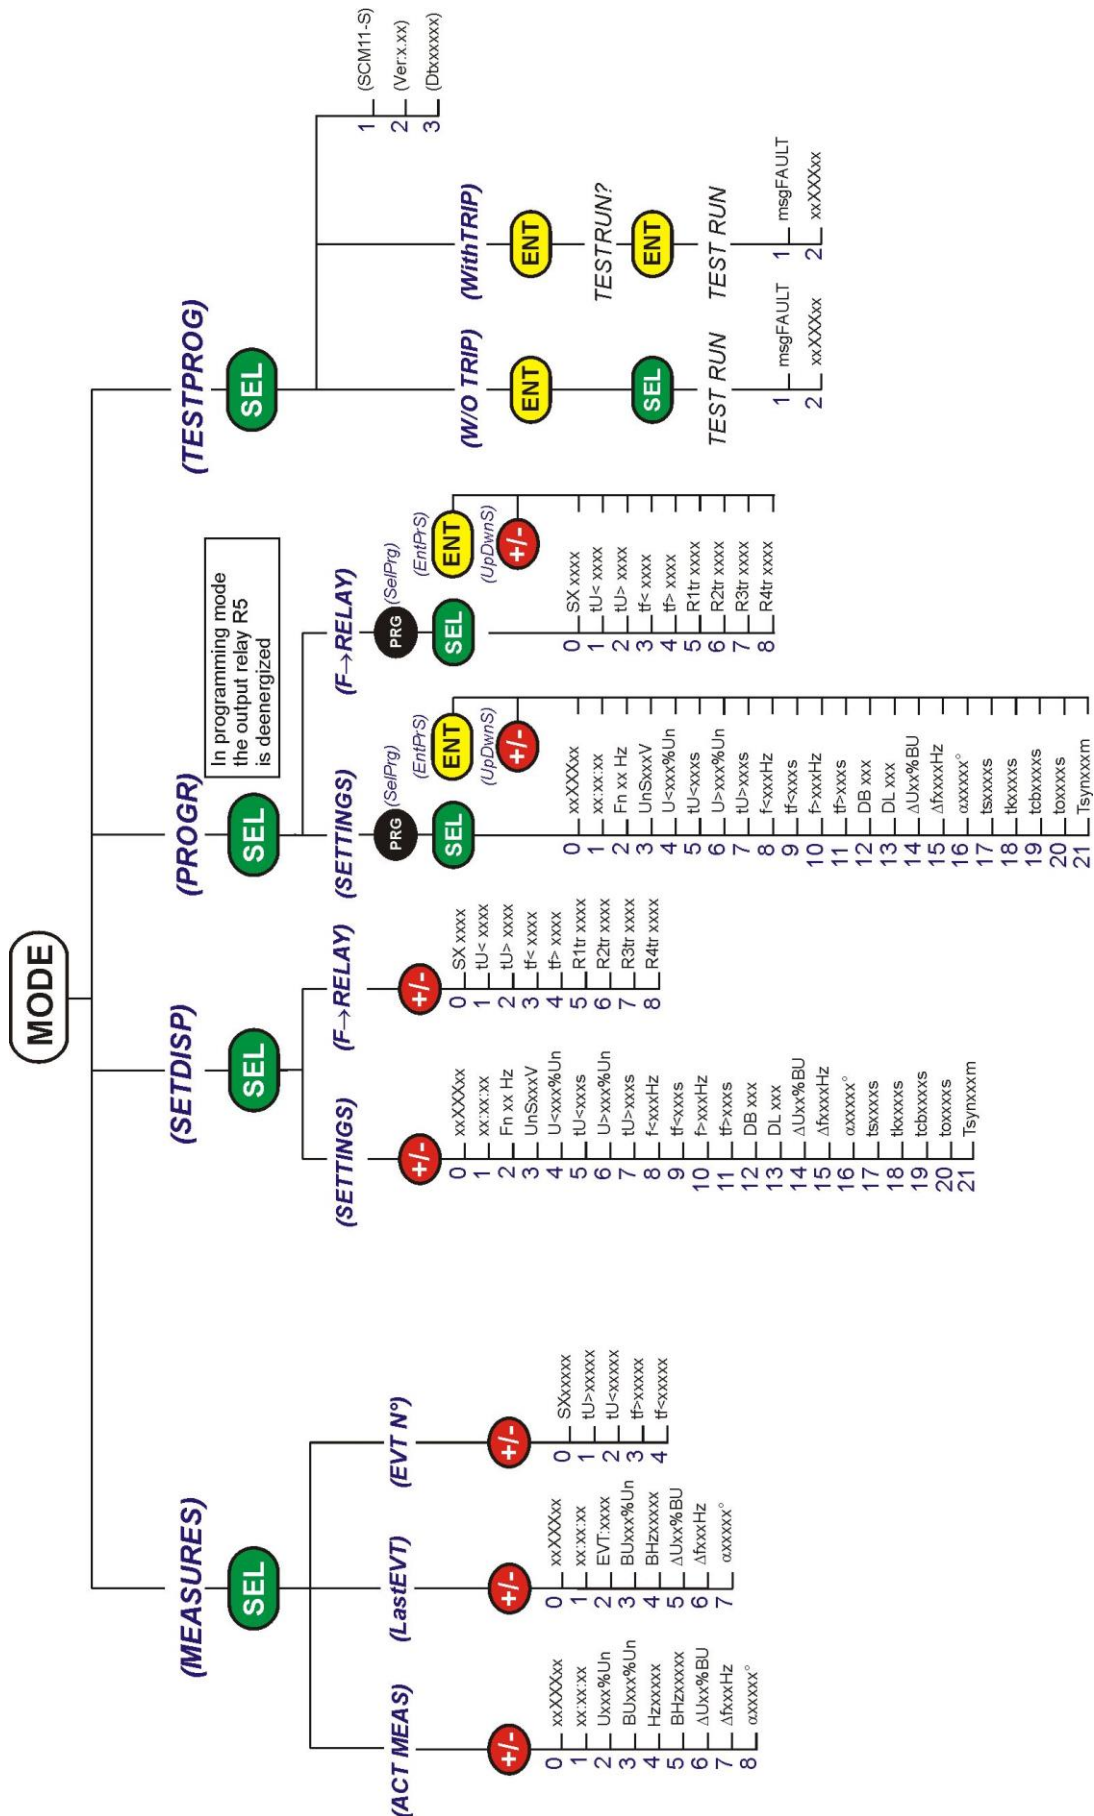 MODE
(MEASURES)
SEL
(ACT MEAS)
+/-
0 xxXXXxx
1 xx:xx:xx
2 Uxxx%Un
3 BUxxx%Un
4 Hzxxxxx
5 BHzxxxxx
6 ΔUxx%BU
7 ΔfxxxHz
8 αxxxxx°
(LastEVT)
+/-
0 xxXXXxx
1 xx:xx:xx
2 EVT:xxxx
3 BUxxx%Un
4 BHzxxxxx
5 ΔUxx%BU
6 ΔfxxxHz
7 αxxxxx°
(EVT N°)
+/-
0 SXxxxxx
1 tU>xxxxx
2 tU<xxxxx
3 tf>xxxxx
4 tf<xxxxx
(SETDISP)
SEL
(SETTINGS)
+/-
0 xxXXXxx
1 xx:xx:xx
2 Fn xx Hz
3 UnSxxxV
4 U<xxx%Un
5 tU<xxxs
6 U>xxx%Un
7 tU>xxxs
8 f<xxxHz
9 tf<xxxs
10 f>xxxHz
11 tf>xxxs
12 DB xxx
13 DL xxx
14 ΔUxx%BU
15 ΔfxxxxHz
16 αxxxxx°
17 tsxxxxs
18 tkxxxxs
19 tcbxxxxs
20 toxxxxs
21 Tsynxxxm
(F→RELAY)
+/-
0 SX xxxx
1 tU< xxxx
2 tU> xxxx
3 tf< xxxx
4 tf> xxxx
5 R1tr xxxx
6 R2tr xxxx
7 R3tr xxxx
8 R4tr xxxx
(PROGR)
SEL
In programming mode
the output relay R5
is deenergized
(SETTINGS)
PRG (SelPrg)
SEL
(EntPrS)
ENT
(UpDwnS)
+/-
0 xxXXXxx
1 xx:xx:xx
2 Fn xx Hz
3 UnSxxxV
4 U<xxx%Un
5 tU<xxxs
6 U>xxx%Un
7 tU>xxxs
8 f<xxxHz
9 tf<xxxs
10 f>xxxHz
11 tf>xxxs
12 DB xxx
13 DL xxx
14 ΔUxx%BU
15 ΔfxxxxHz
16 αxxxxx°
17 tsxxxxs
18 tkxxxxs
19 tcbxxxxs
20 toxxxxs
21 Tsynxxxm
(F→RELAY)
PRG (SelPrg)
SEL
(EntPrS)
ENT
(UpDwnS)
+/-
0 SX xxxx
1 tU< xxxx
2 tU> xxxx
3 tf< xxxx
4 tf> xxxx
5 R1tr xxxx
6 R2tr xxxx
7 R3tr xxxx
8 R4tr xxxx
(TESTPROG)
SEL
(W/O TRIP)
ENT
SEL
TEST RUN
1 msgFAULT
2 xxXXXxx
(WithTRIP)
ENT
TESTRUN?
ENT
TEST RUN
1 msgFAULT
2 xxXXXxx
1 (SCM11-S)
2 (Ver:x.xx)
3 (Dtxxxxxx)